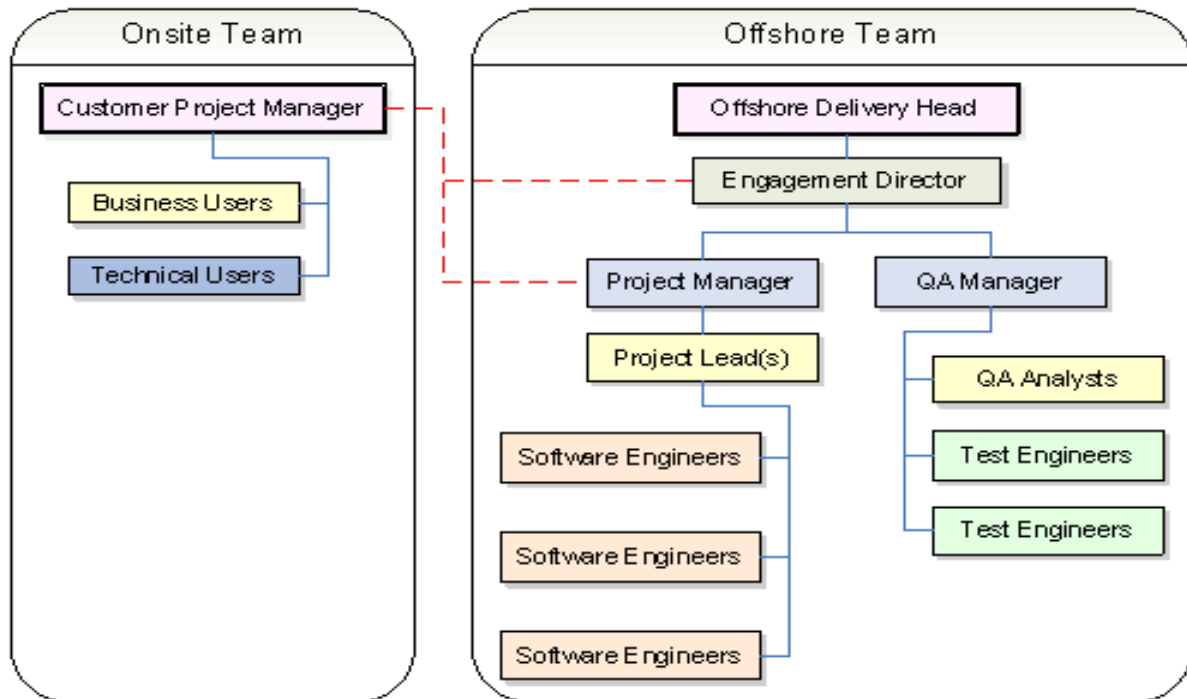 Onsite Team
Customer Project Manager
Business Users
Technical Users
Offshore Team
Offshore Delivery Head
Engagement Director
Project Manager
QA Manager
Project Lead(s)
QA Analysts
Software Engineers
Test Engineers
Software Engineers
Test Engineers
Software Engineers